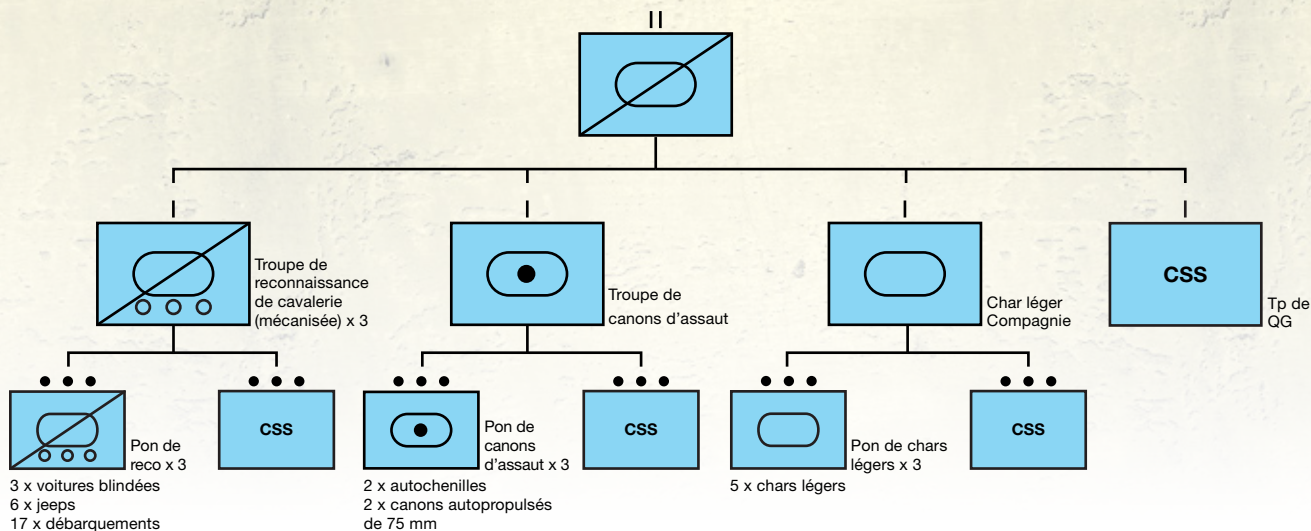 Troupe de
reconnaissance
de cavalerie
(mécanisée) x 3
Troupe de
canons d'assaut
Char léger
Compagnie
CSS
Tp de
QG
Pon de
reco x 3
3 x voitures blindées
6 x jeeps
17 x débarquements
CSS
Pon de
canons
d'assaut x 3
2 x autochenilles
2 x canons autopropulsés
de 75 mm
CSS
Pon de chars
légers x 3
5 x chars légers
CSS